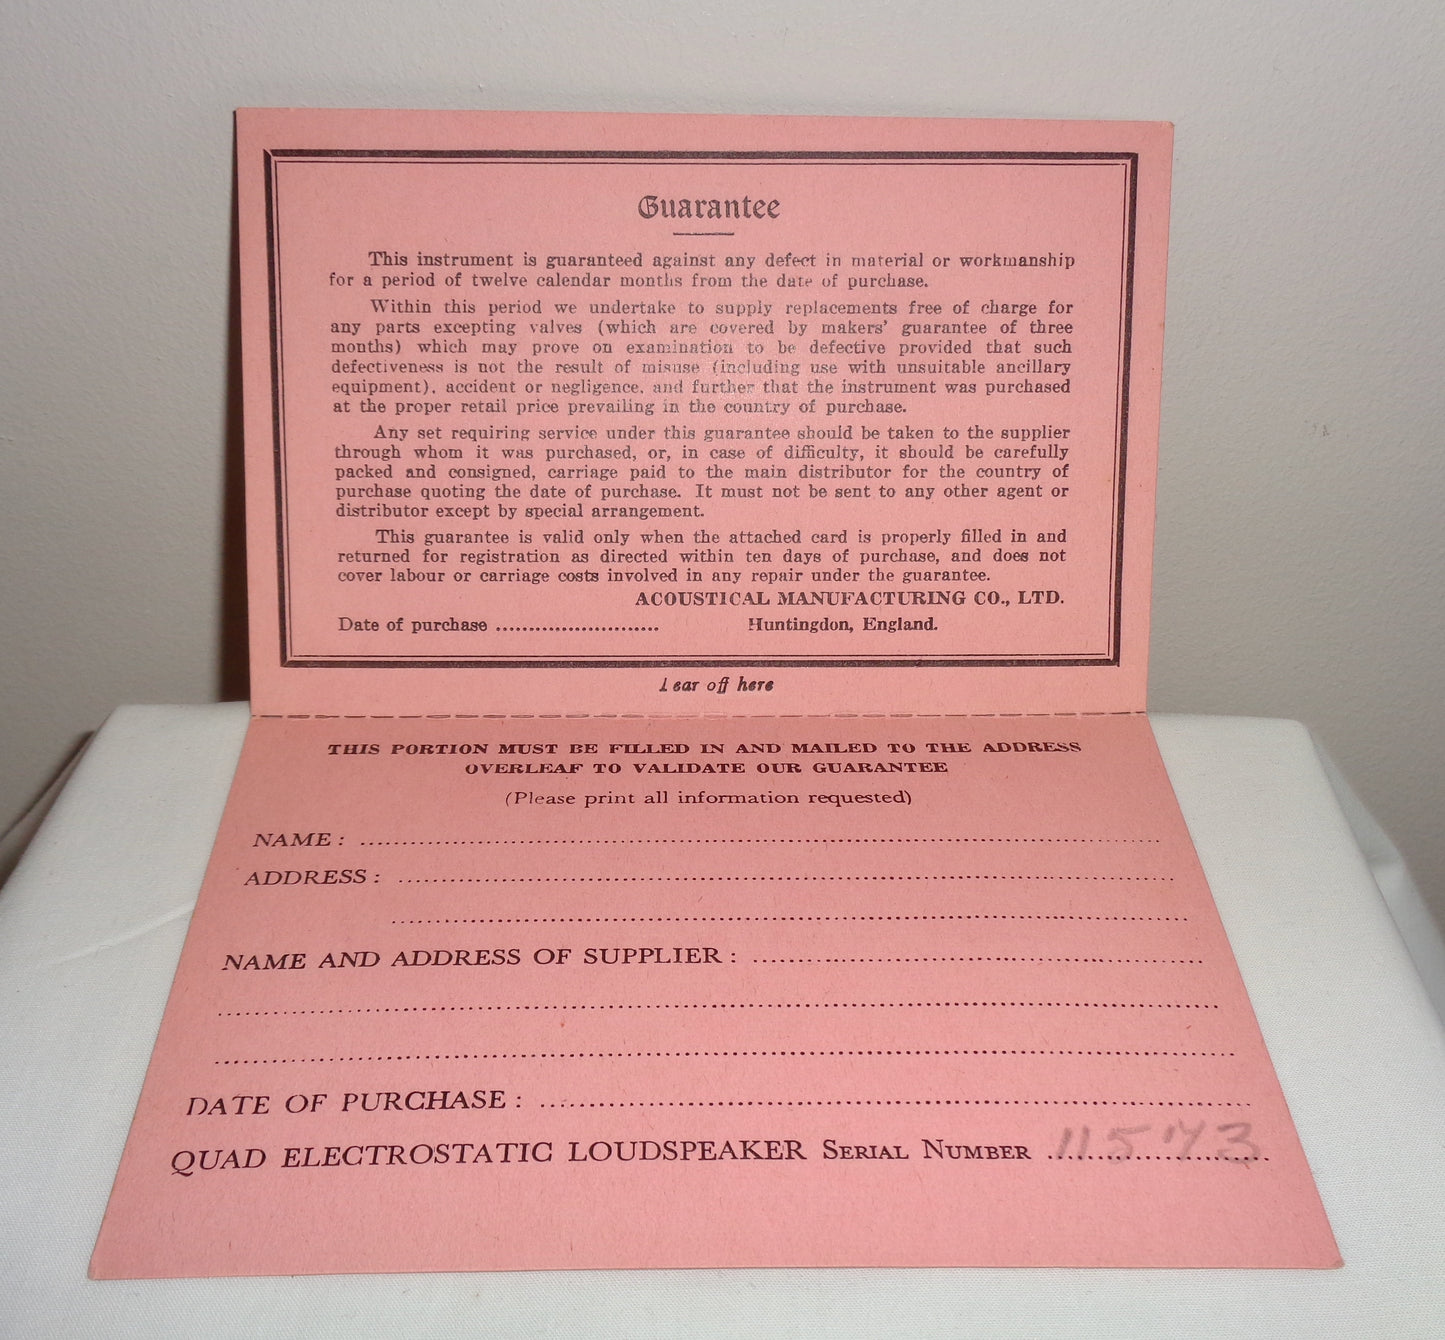 Guarantee
This instrument is guaranteed against any defect in material or workmanship
for a period of twelve calendar months from the date of purchase.
Within this period we undertake to supply replacements free of charge for
any parts excepting valves (which are covered by makers' guarantee of three
months) which may prove on examination to be defective provided that such
defectiveness is not the result of misuse (including use with unsuitable ancillary
equipment), accident or negligence, and further that the instrument was purchased
at the proper retail price prevailing in the country of purchase.
Any set requiring service under this guarantee should be taken to the supplier
through whom it was purchased, or, in case of difficulty, it should be carefully
packed and consigned, carriage paid to the main distributor for the country of
purchase quoting the date of purchase. It must not be sent to any other agent or
distributor except by special arrangement.
This guarantee is valid only when the attached card is properly filled in and
returned for registration as directed within ten days of purchase, and does not
cover labour or carriage costs involved in any repair under the guarantee.
ACOUSTICAL MANUFACTURING CO., LTD.
Date of purchase ......................... Huntingdon, England.
Tear off here
THIS PORTION MUST BE FILLED IN AND MAILED TO THE ADDRESS
OVERLEAF TO VALIDATE OUR GUARANTEE
(Please print all information requested)
NAME :
ADDRESS :
NAME AND ADDRESS OF SUPPLIER :
DATE OF PURCHASE :
QUAD ELECTROSTATIC LOUDSPEAKER SERIAL NUMBER 11573